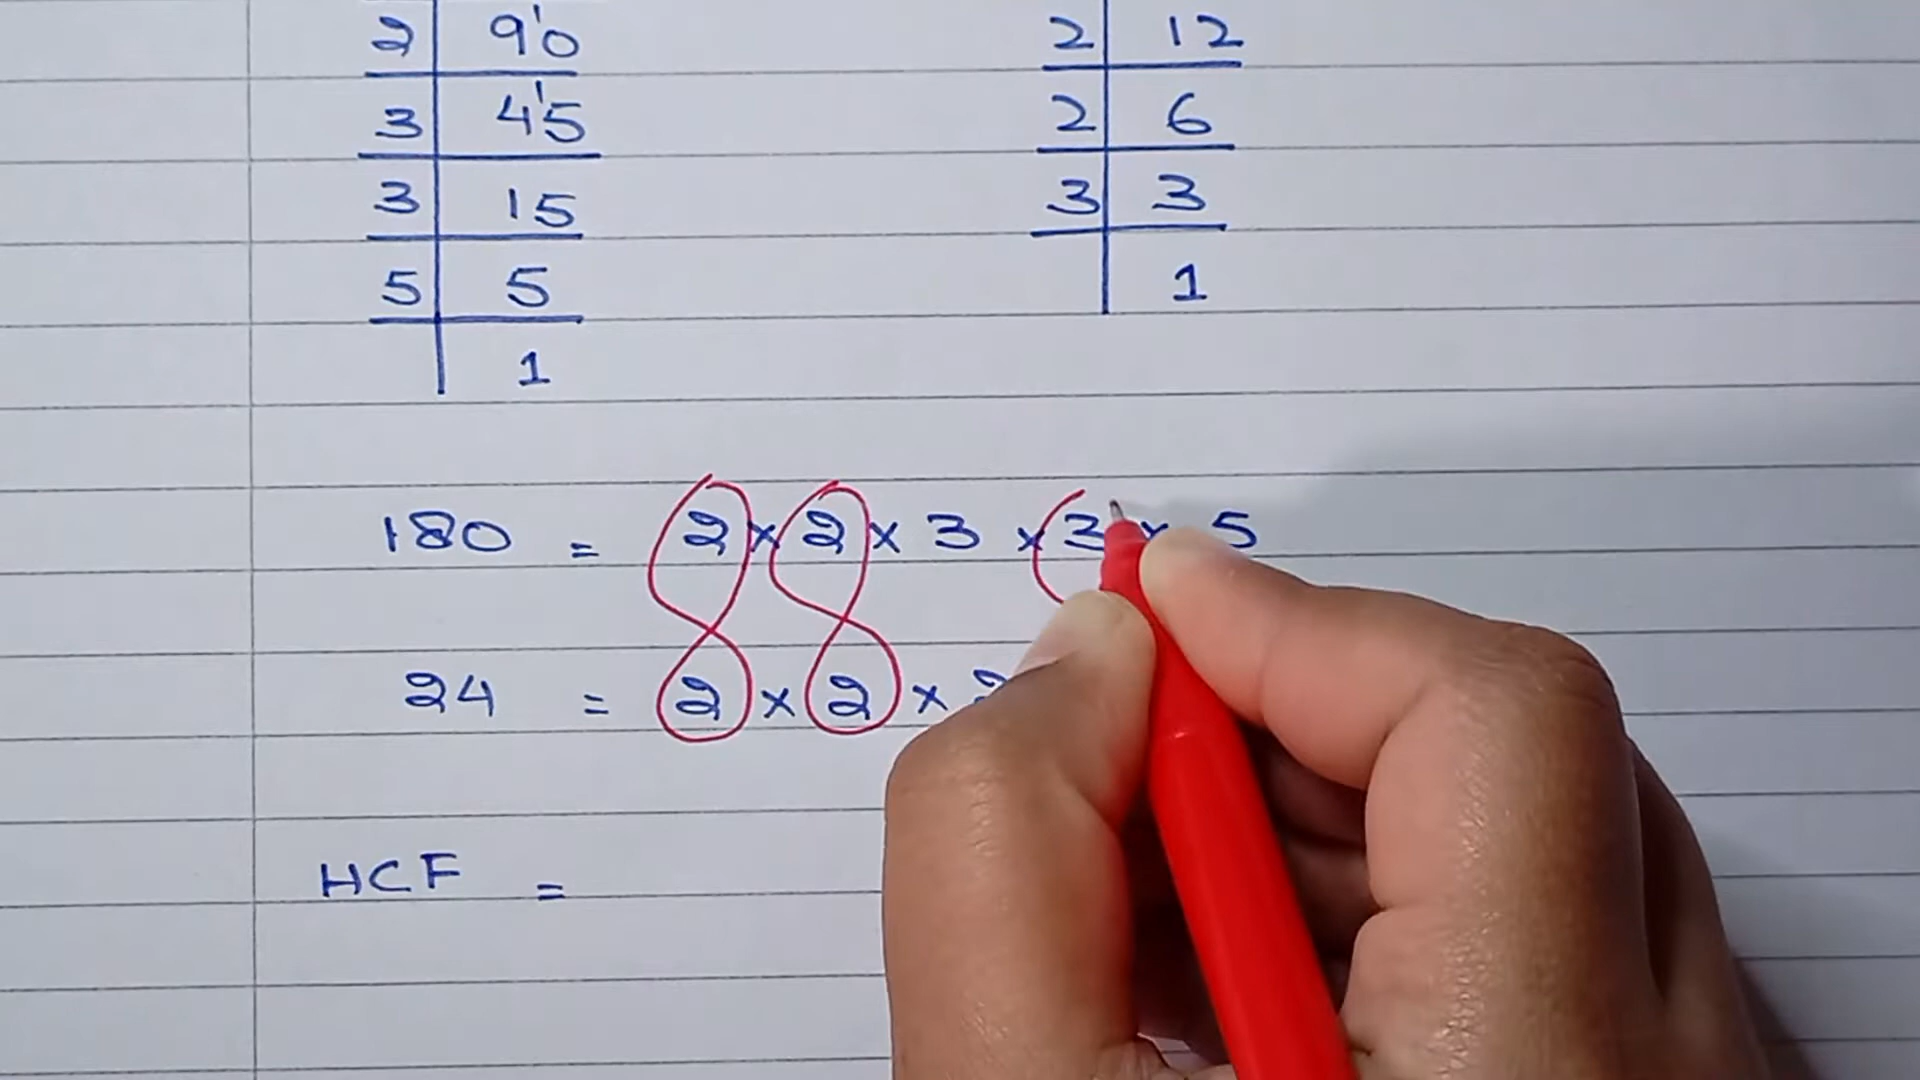 2 90 2 12
3 45 2 6
3 15 3 3
5 5 1
1
180 = 2 × 2 × 3 × 3 × 5
24 = 2 × 2 ×
HCF =